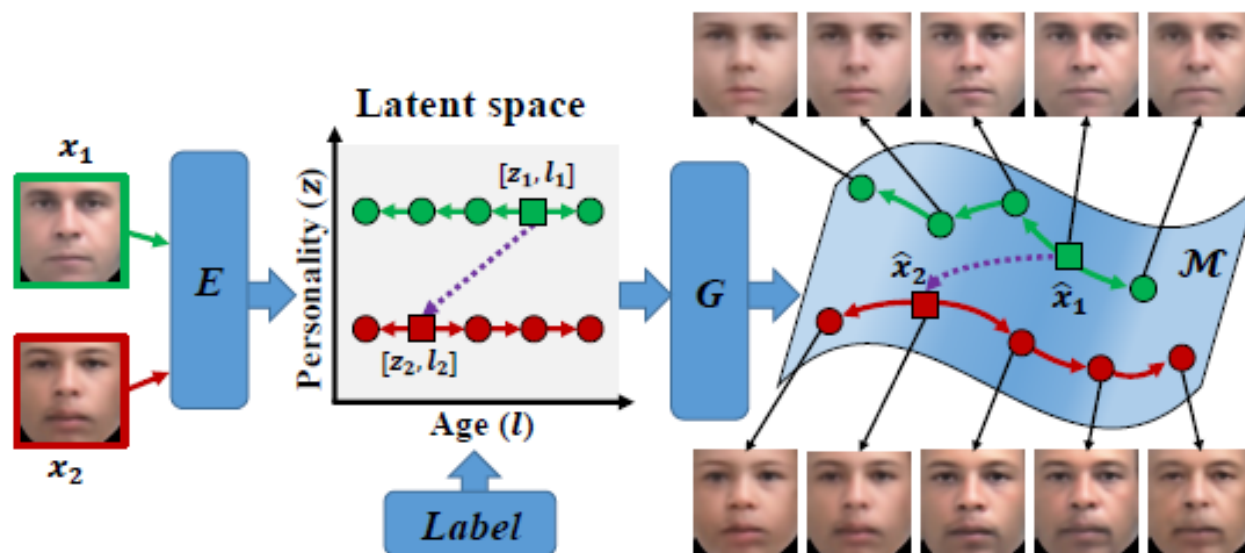 Latent space
x₁
[z₁, l₁]
Personality (z)
E
G
x̂₂
x̂₁
ℳ
[z₂, l₂]
Age (l)
x₂
Label